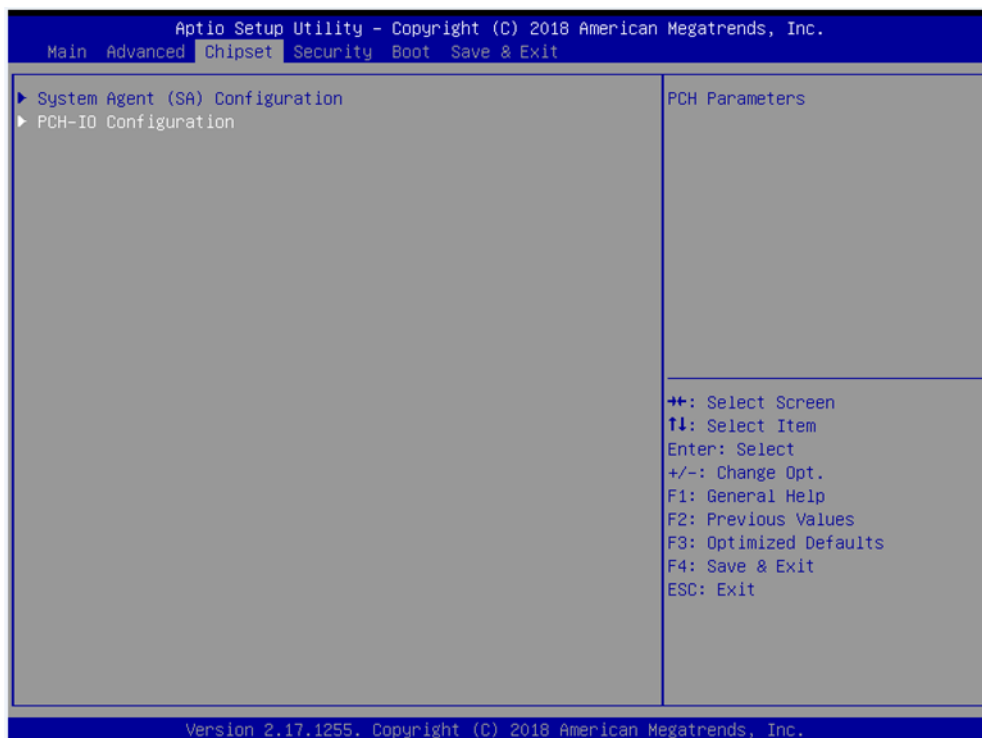 Aptio Setup Utility – Copyright (C) 2018 American Megatrends, Inc.
Main Advanced Chipset Security Boot Save & Exit
System Agent (SA) Configuration
PCH-IO Configuration
PCH Parameters
→←: Select Screen
↑↓: Select Item
Enter: Select
+/-: Change Opt.
F1: General Help
F2: Previous Values
F3: Optimized Defaults
F4: Save & Exit
ESC: Exit
Version 2.17.1255. Copyright (C) 2018 American Megatrends, Inc.